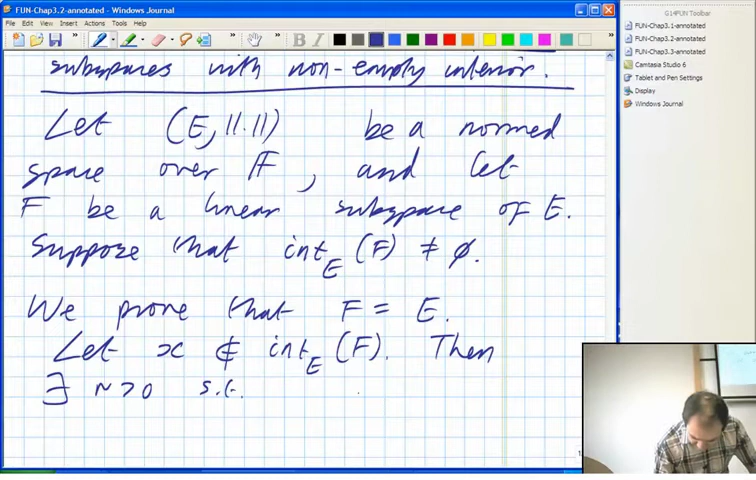 FUN-Chap3.2-annotated - Windows Journal
File Edit View Insert Actions Tools Help
B I
subspaces with non-empty interior.
Let (E, ||·||) be a normed
space over 𝔽, and let
F be a linear subspace of E.
Suppose that int_E (F) ≠ ∅.
We prove that F = E.
Let x ∈ int_E (F). Then
∃ r > 0 s.t.
G14FUN Toolbar
FUN-Chap3.1-annotated
FUN-Chap3.2-annotated
FUN-Chap3.3-annotated
Camtasia Studio 6
Tablet and Pen Settings
Display
Windows Journal